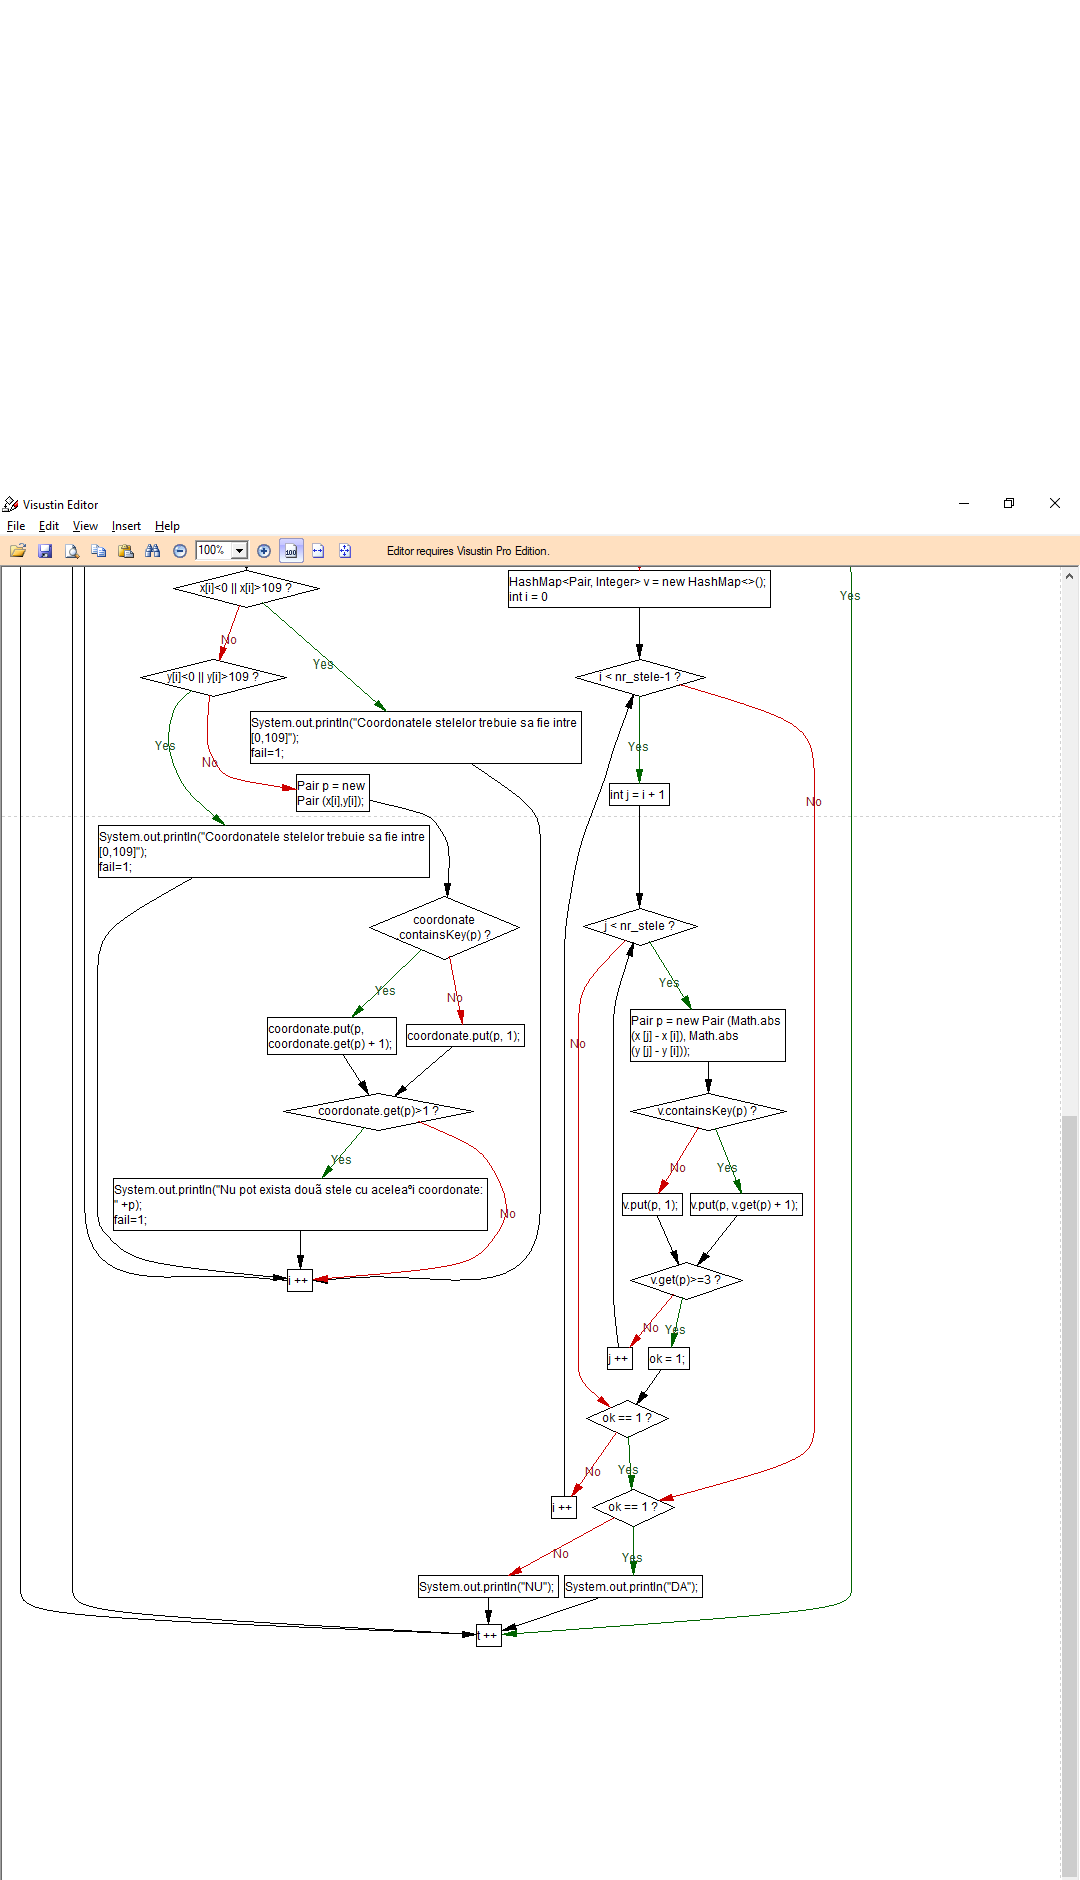 Visustin Editor
File Edit View Insert Help
100% 100 Editor requires Visustin Pro Edition.
x[i]<0 || x[i]>109 ?
HashMap<Pair, Integer> v = new HashMap<>();
int i = 0
Yes
No
Yes
y[i]<0 || y[i]>109 ?
i < nr_stele-1 ?
System.out.println("Coordonatele stelelor trebuie sa fie intre
[0,109]");
fail=1;
Yes
No
Yes
Pair p = new
Pair (x[i],y[i]);
int j = i + 1
No
System.out.println("Coordonatele stelelor trebuie sa fie intre
[0,109]");
fail=1;
coordonate
containsKey(p) ?
j < nr_stele ?
Yes
No
Yes
coordonate.put(p,
coordonate.get(p) + 1);
coordonate.put(p, 1);
Pair p = new Pair (Math.abs
(x [j] - x [i]), Math.abs
(y [j] - y [i]));
No
coordonate.get(p)>1 ?
v.containsKey(p) ?
Yes
No
Yes
System.out.println("Nu pot exista douã stele cu aceleaºi coordonate:
" +p);
fail=1;
No
v.put(p, 1);
v.put(p, v.get(p) + 1);
i ++
v.get(p)>=3 ?
No
Yes
j ++
ok = 1;
ok == 1 ?
No
Yes
i ++
ok == 1 ?
No
Yes
System.out.println("NU");
System.out.println("DA");
t ++